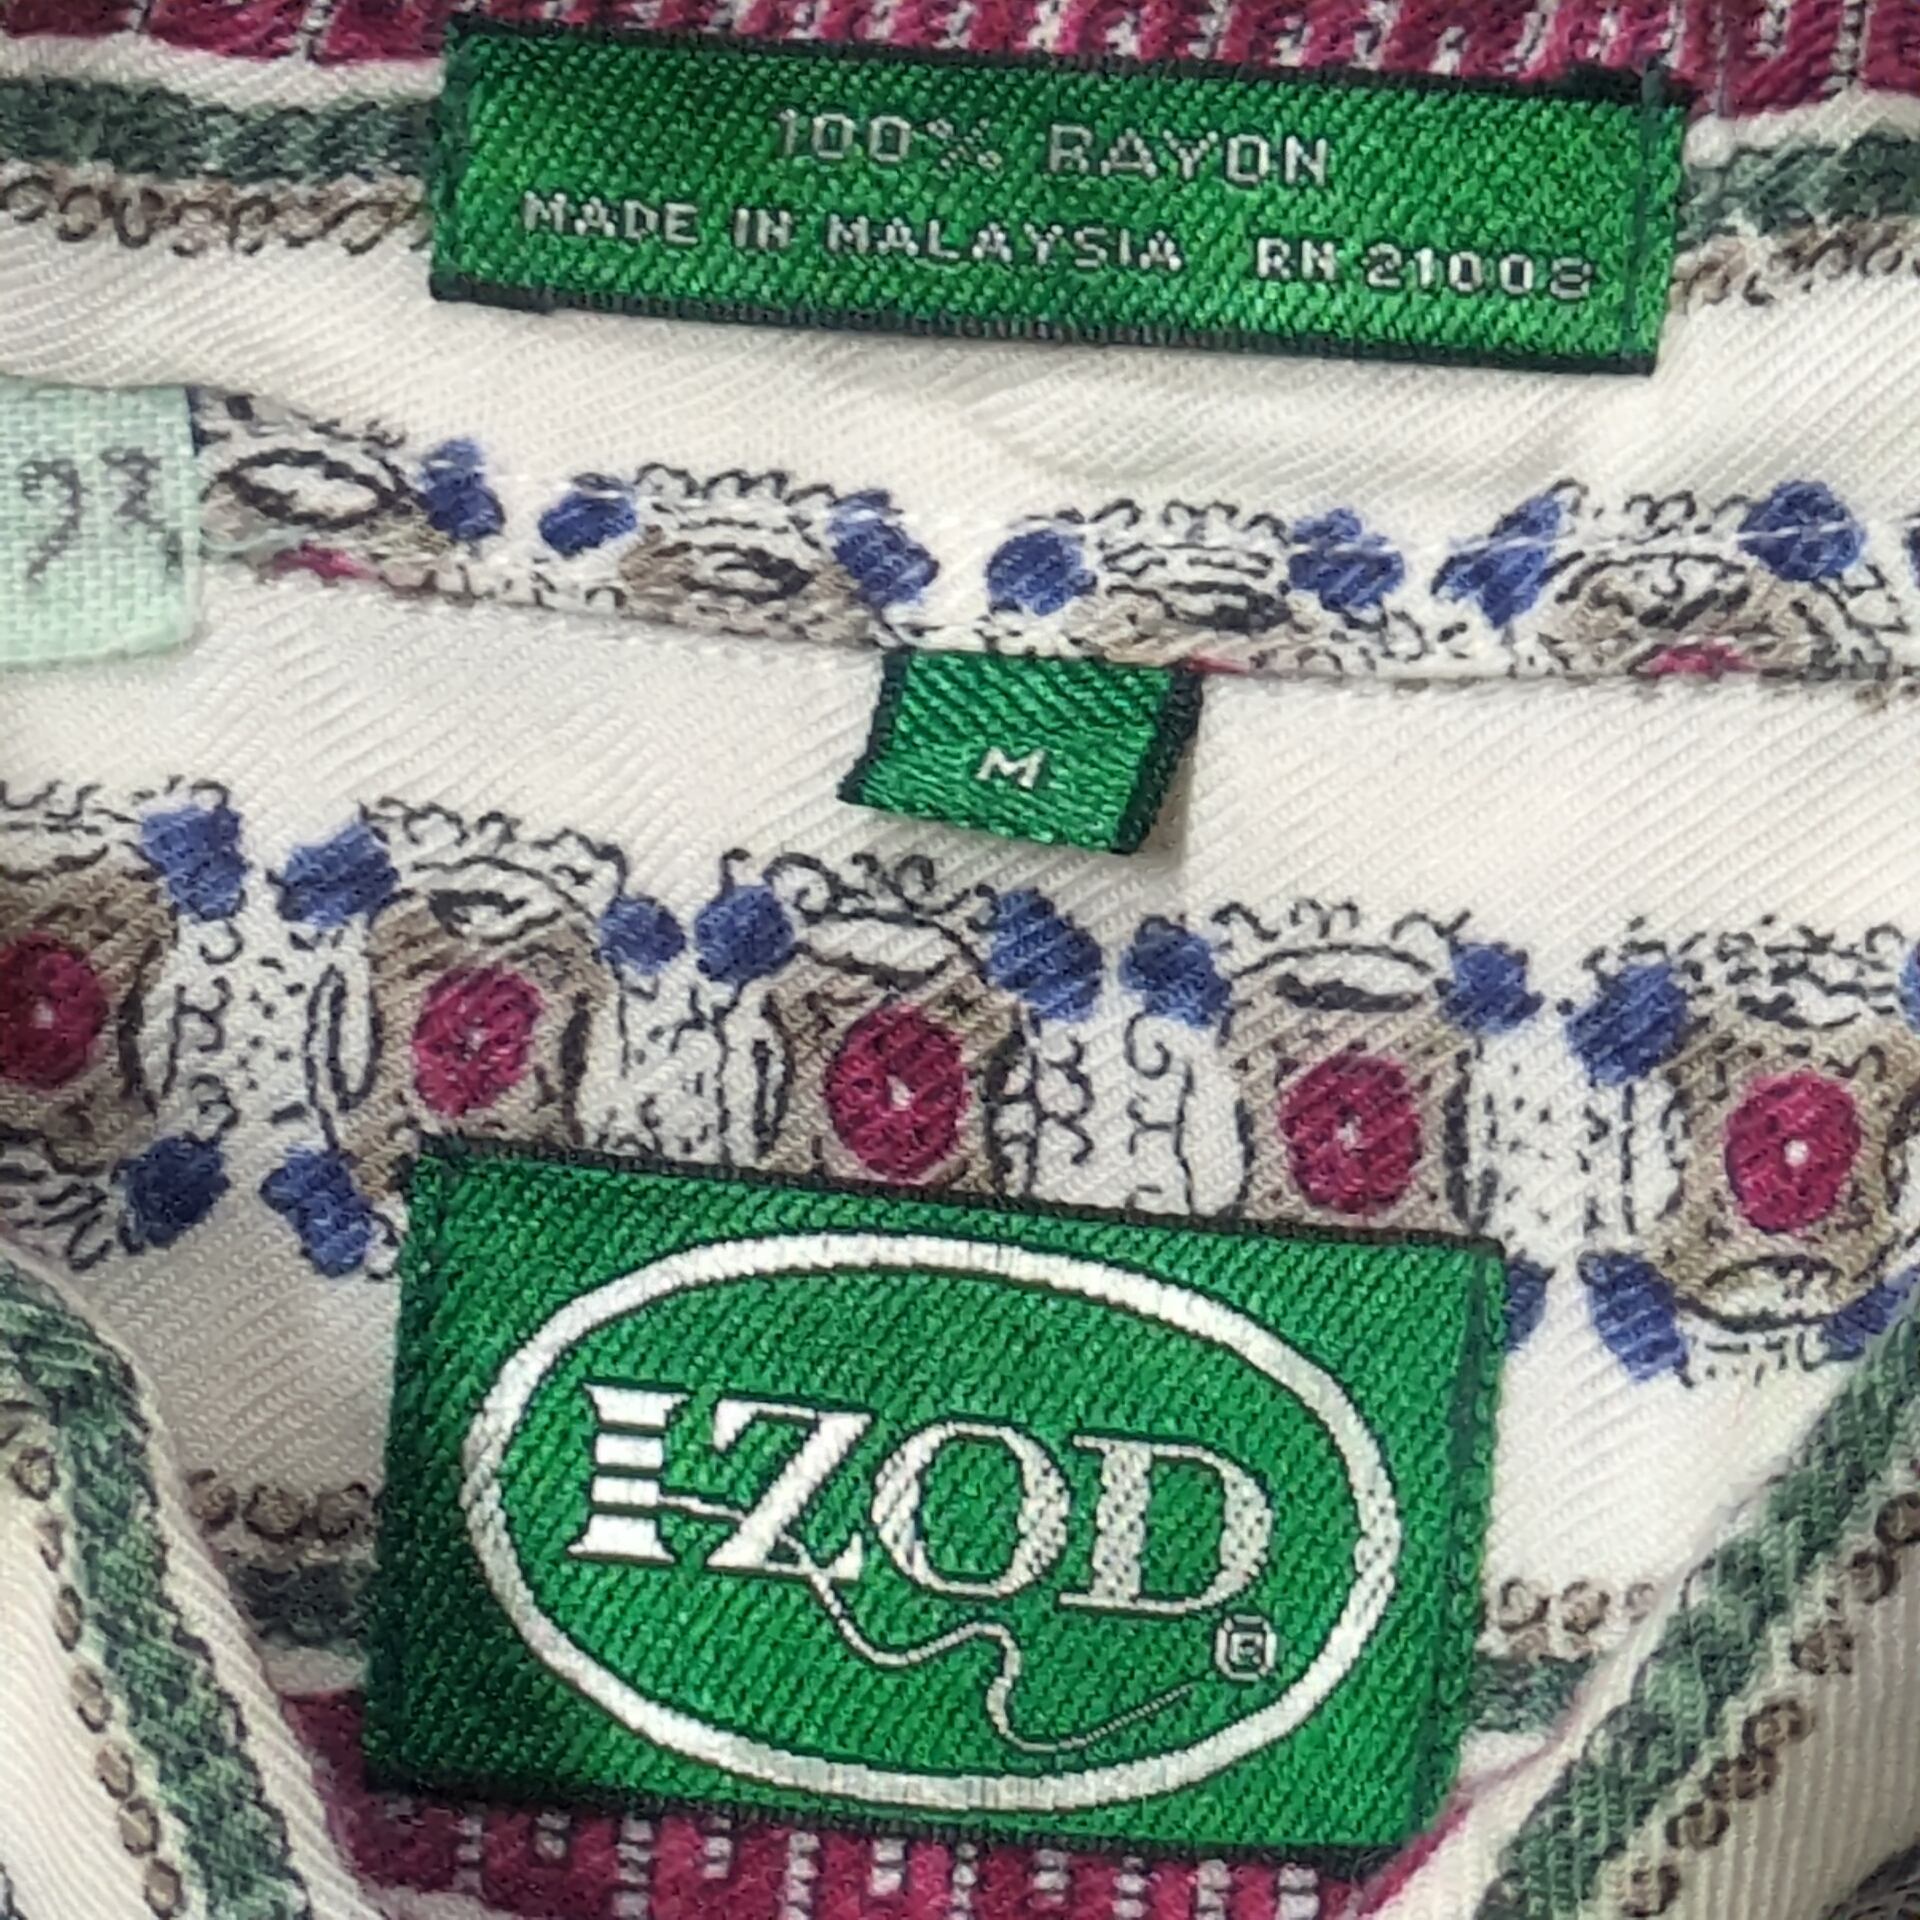 100% RAYON
MADE IN MALAYSIA RN 21008
M
IZOD ®